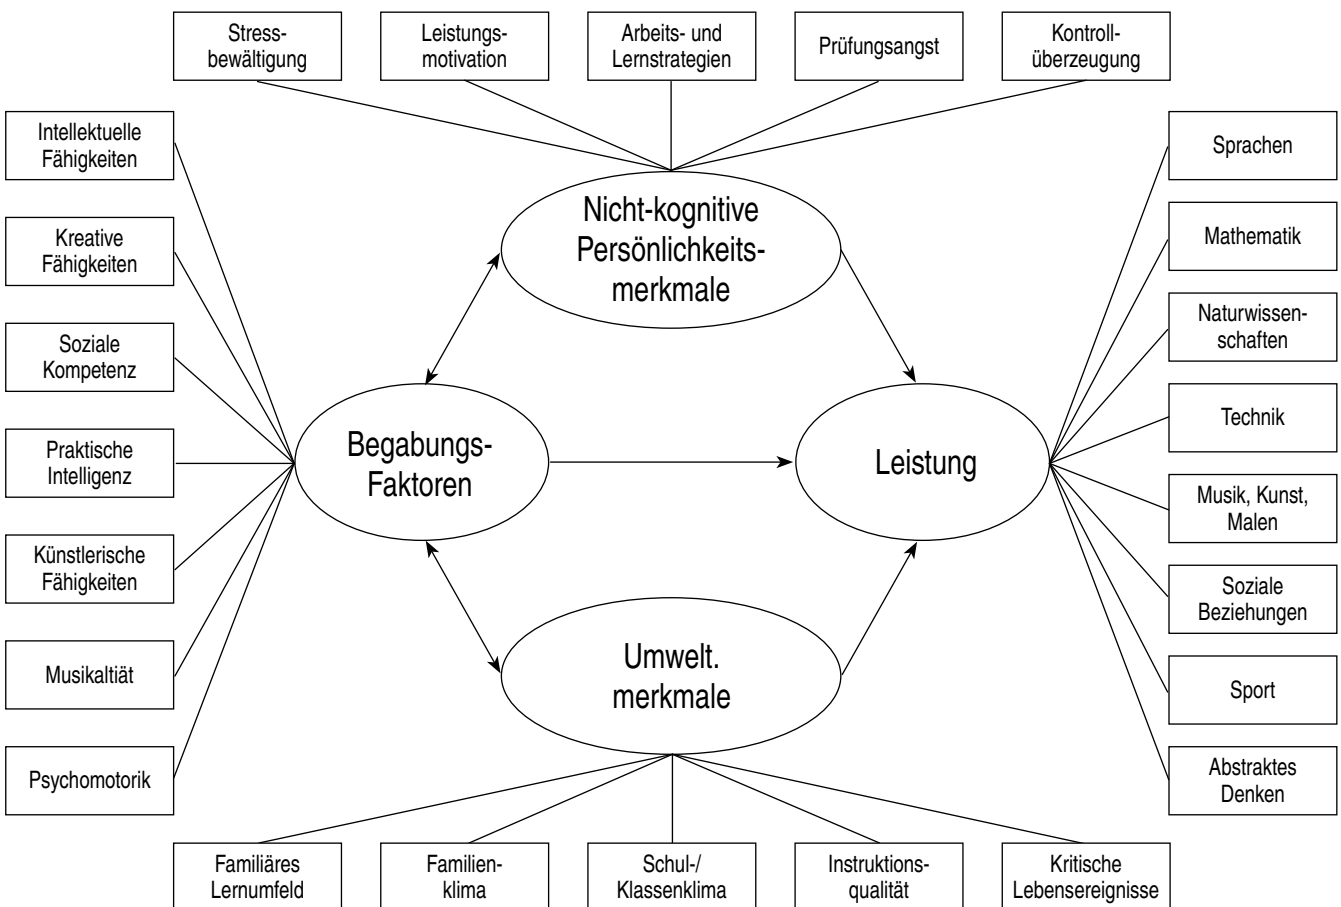 Stress-
bewältigung
Leistungs-
motivation
Arbeits- und
Lernstrategien
Prüfungsangst
Kontroll-
überzeugung
Intellektuelle
Fähigkeiten
Kreative
Fähigkeiten
Soziale
Kompetenz
Praktische
Intelligenz
Künstlerische
Fähigkeiten
Musikaltiät
Psychomotorik
Nicht-kognitive
Persönlichkeits-
merkmale
Begabungs-
Faktoren
Leistung
Umwelt.
merkmale
Sprachen
Mathematik
Naturwissen-
schaften
Technik
Musik, Kunst,
Malen
Soziale
Beziehungen
Sport
Abstraktes
Denken
Familiäres
Lernumfeld
Familien-
klima
Schul-/
Klassenklima
Instruktions-
qualität
Kritische
Lebensereignisse